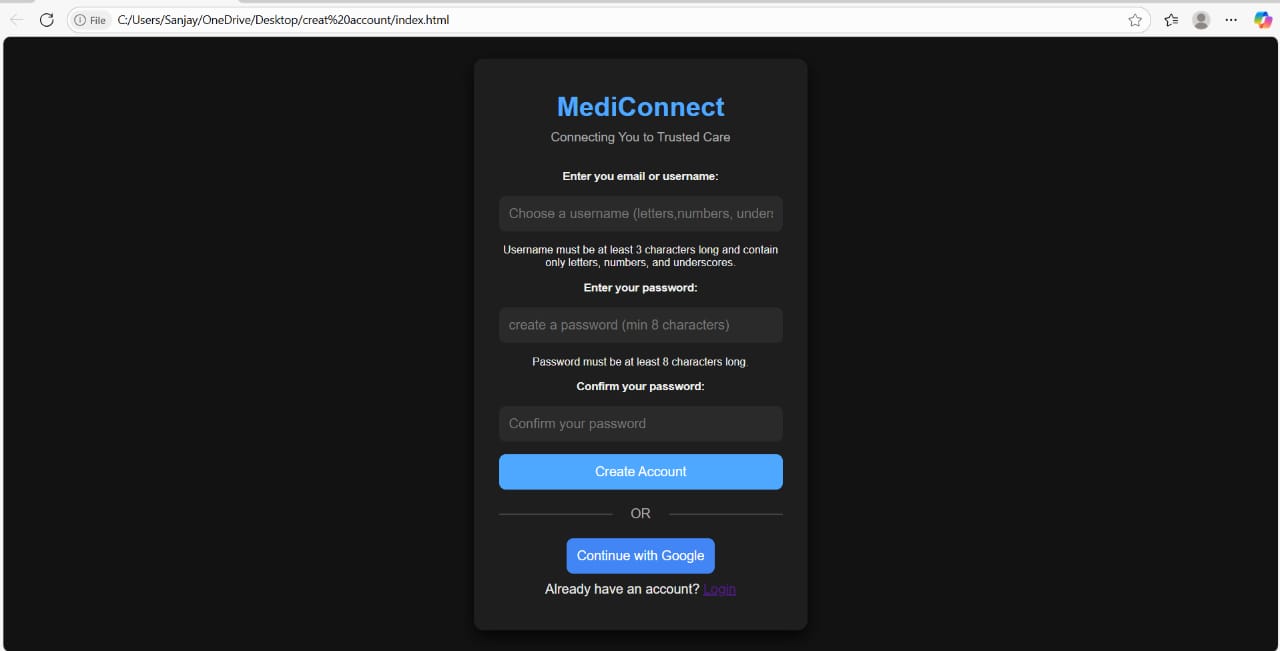 File C:/Users/Sanjay/OneDrive/Desktop/creat%20account/index.html
MediConnect
Connecting You to Trusted Care
Enter you email or username:
Choose a username (letters,numbers, under
Username must be at least 3 characters long and contain
only letters, numbers, and underscores.
Enter your password:
create a password (min 8 characters)
Password must be at least 8 characters long.
Confirm your password:
Confirm your password
Create Account
OR
Continue with Google
Already have an account? Login